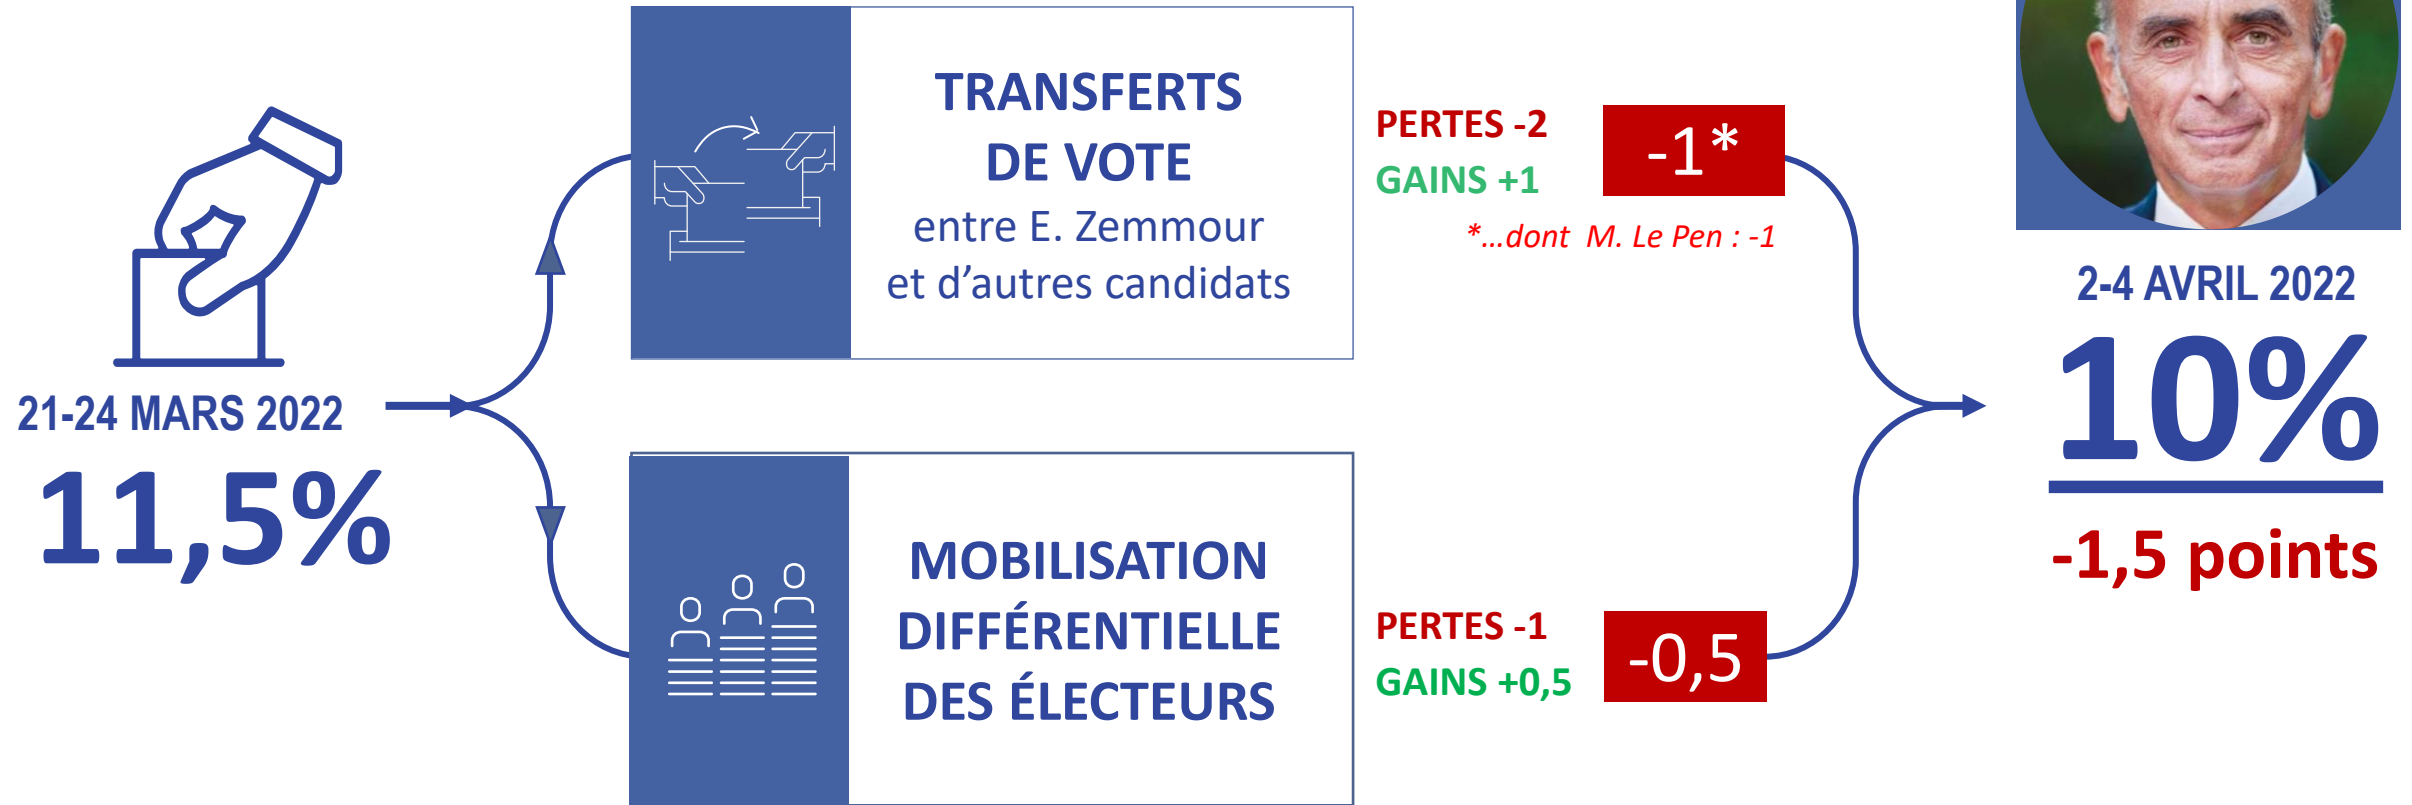 21-24 MARS 2022
11,5%
TRANSFERTS
DE VOTE
entre E. Zemmour
et d’autres candidats
PERTES -2
GAINS +1
-1*
*...dont M. Le Pen : -1
MOBILISATION
DIFFÉRENTIELLE
DES ÉLECTEURS
PERTES -1
GAINS +0,5
-0,5
2-4 AVRIL 2022
10%
-1,5 points